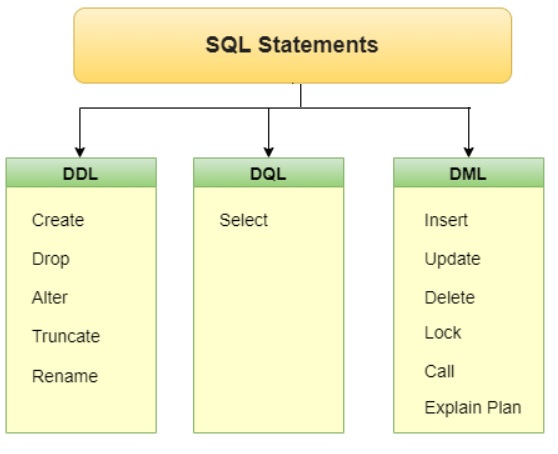 SQL Statements
DDL
Create
Drop
Alter
Truncate
Rename
DQL
Select
DML
Insert
Update
Delete
Lock
Call
Explain Plan